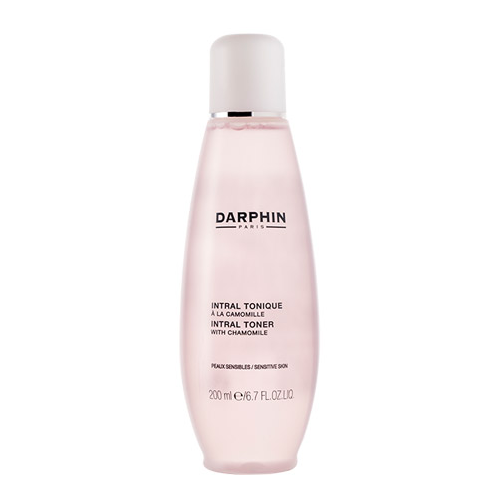 DARPHIN
PARIS
INTRAL TONIQUE
À LA CAMOMILLE
INTRAL TONER
WITH CHAMOMILE
PEAUX SENSIBLES / SENSITIVE SKIN
200 ml ℮/6.7 FL.OZ.LIQ.